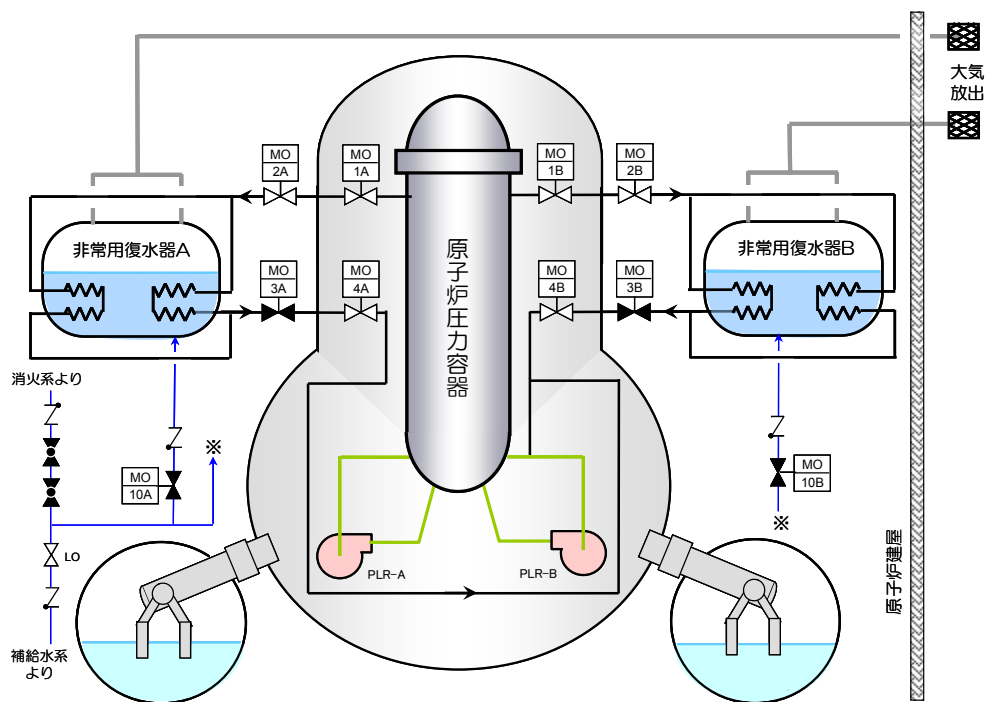 大気
放出
MO
2A
MO
1A
MO
1B
MO
2B
非常用復水器A
原子炉圧力容器
非常用復水器B
MO
3A
MO
4A
MO
4B
MO
3B
消火系より
※
MO
10A
MO
10B
※
LO
PLR-A
PLR-B
原子炉建屋
補給水系
より